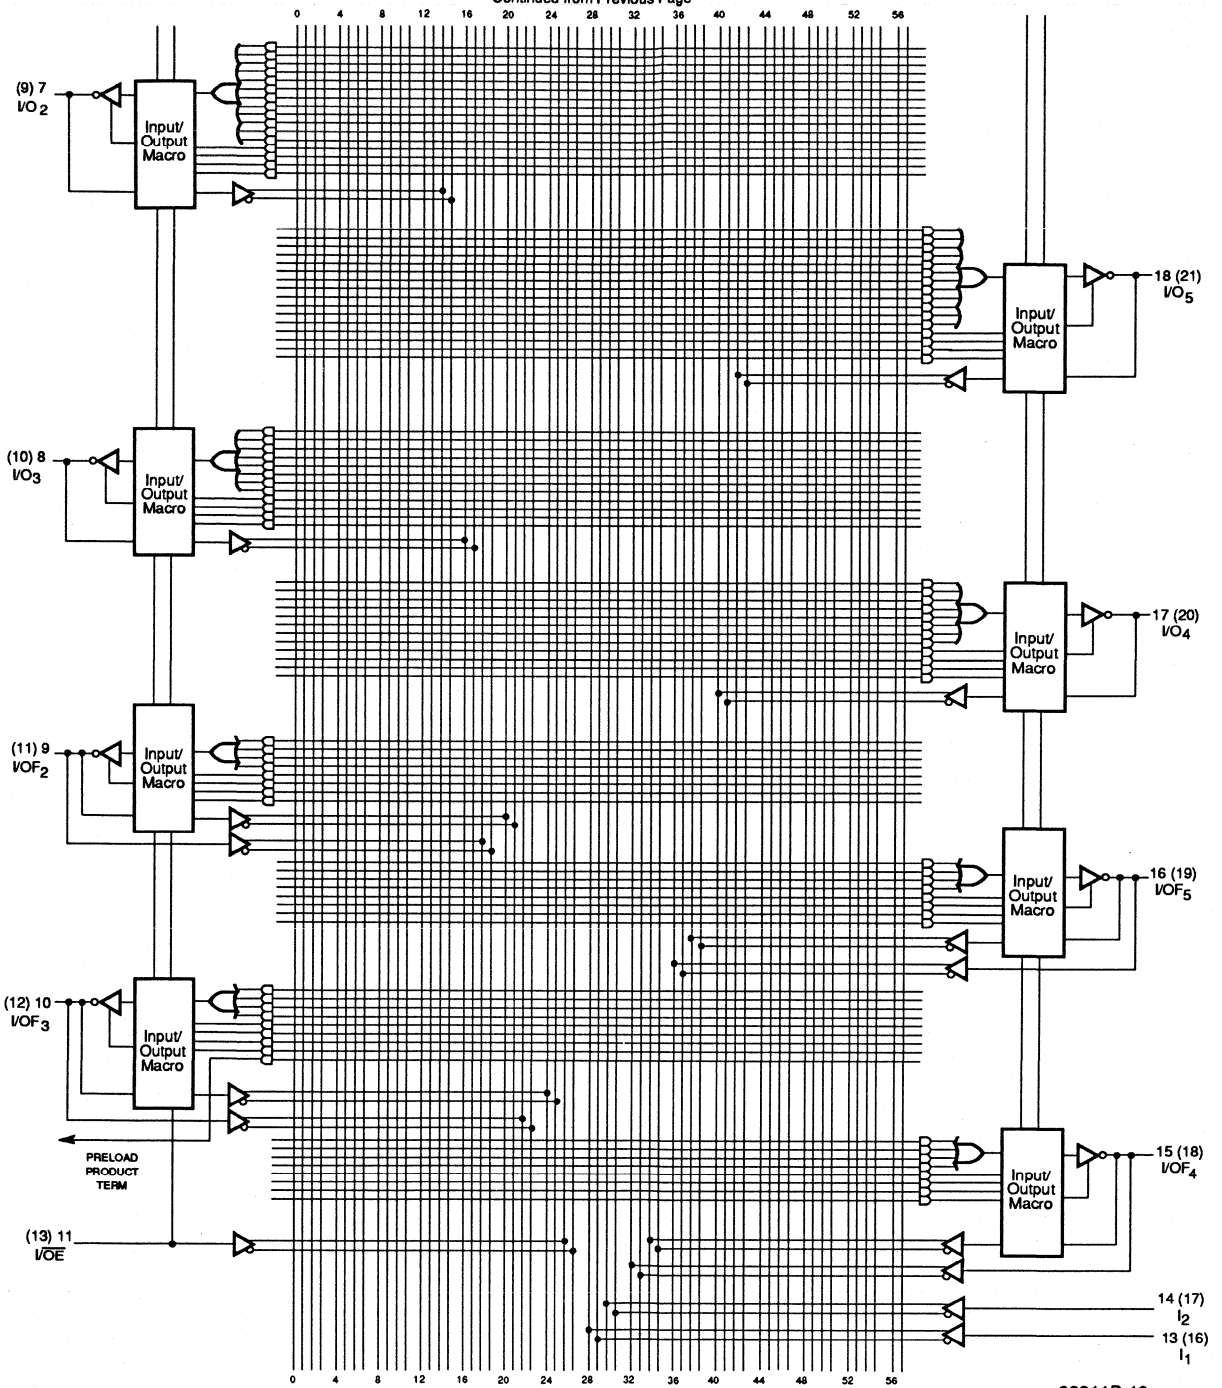 Continued from Previous Page
0 4 8 12 16 20 24 28 32 36 40 44 48 52 56
(9) 7
I/O2
Input/
Output
Macro
18 (21)
I/O5
Input/
Output
Macro
(10) 8
I/O3
Input/
Output
Macro
17 (20)
I/O4
Input/
Output
Macro
(11) 9
I/OF2
Input/
Output
Macro
16 (19)
I/OF5
Input/
Output
Macro
(12) 10
I/OF3
Input/
Output
Macro
PRELOAD
PRODUCT
TERM
15 (18)
I/OF4
Input/
Output
Macro
(13) 11
I/OE
14 (17)
I2
13 (16)
I1
0 4 8 12 16 20 24 28 32 36 40 44 48 52 56